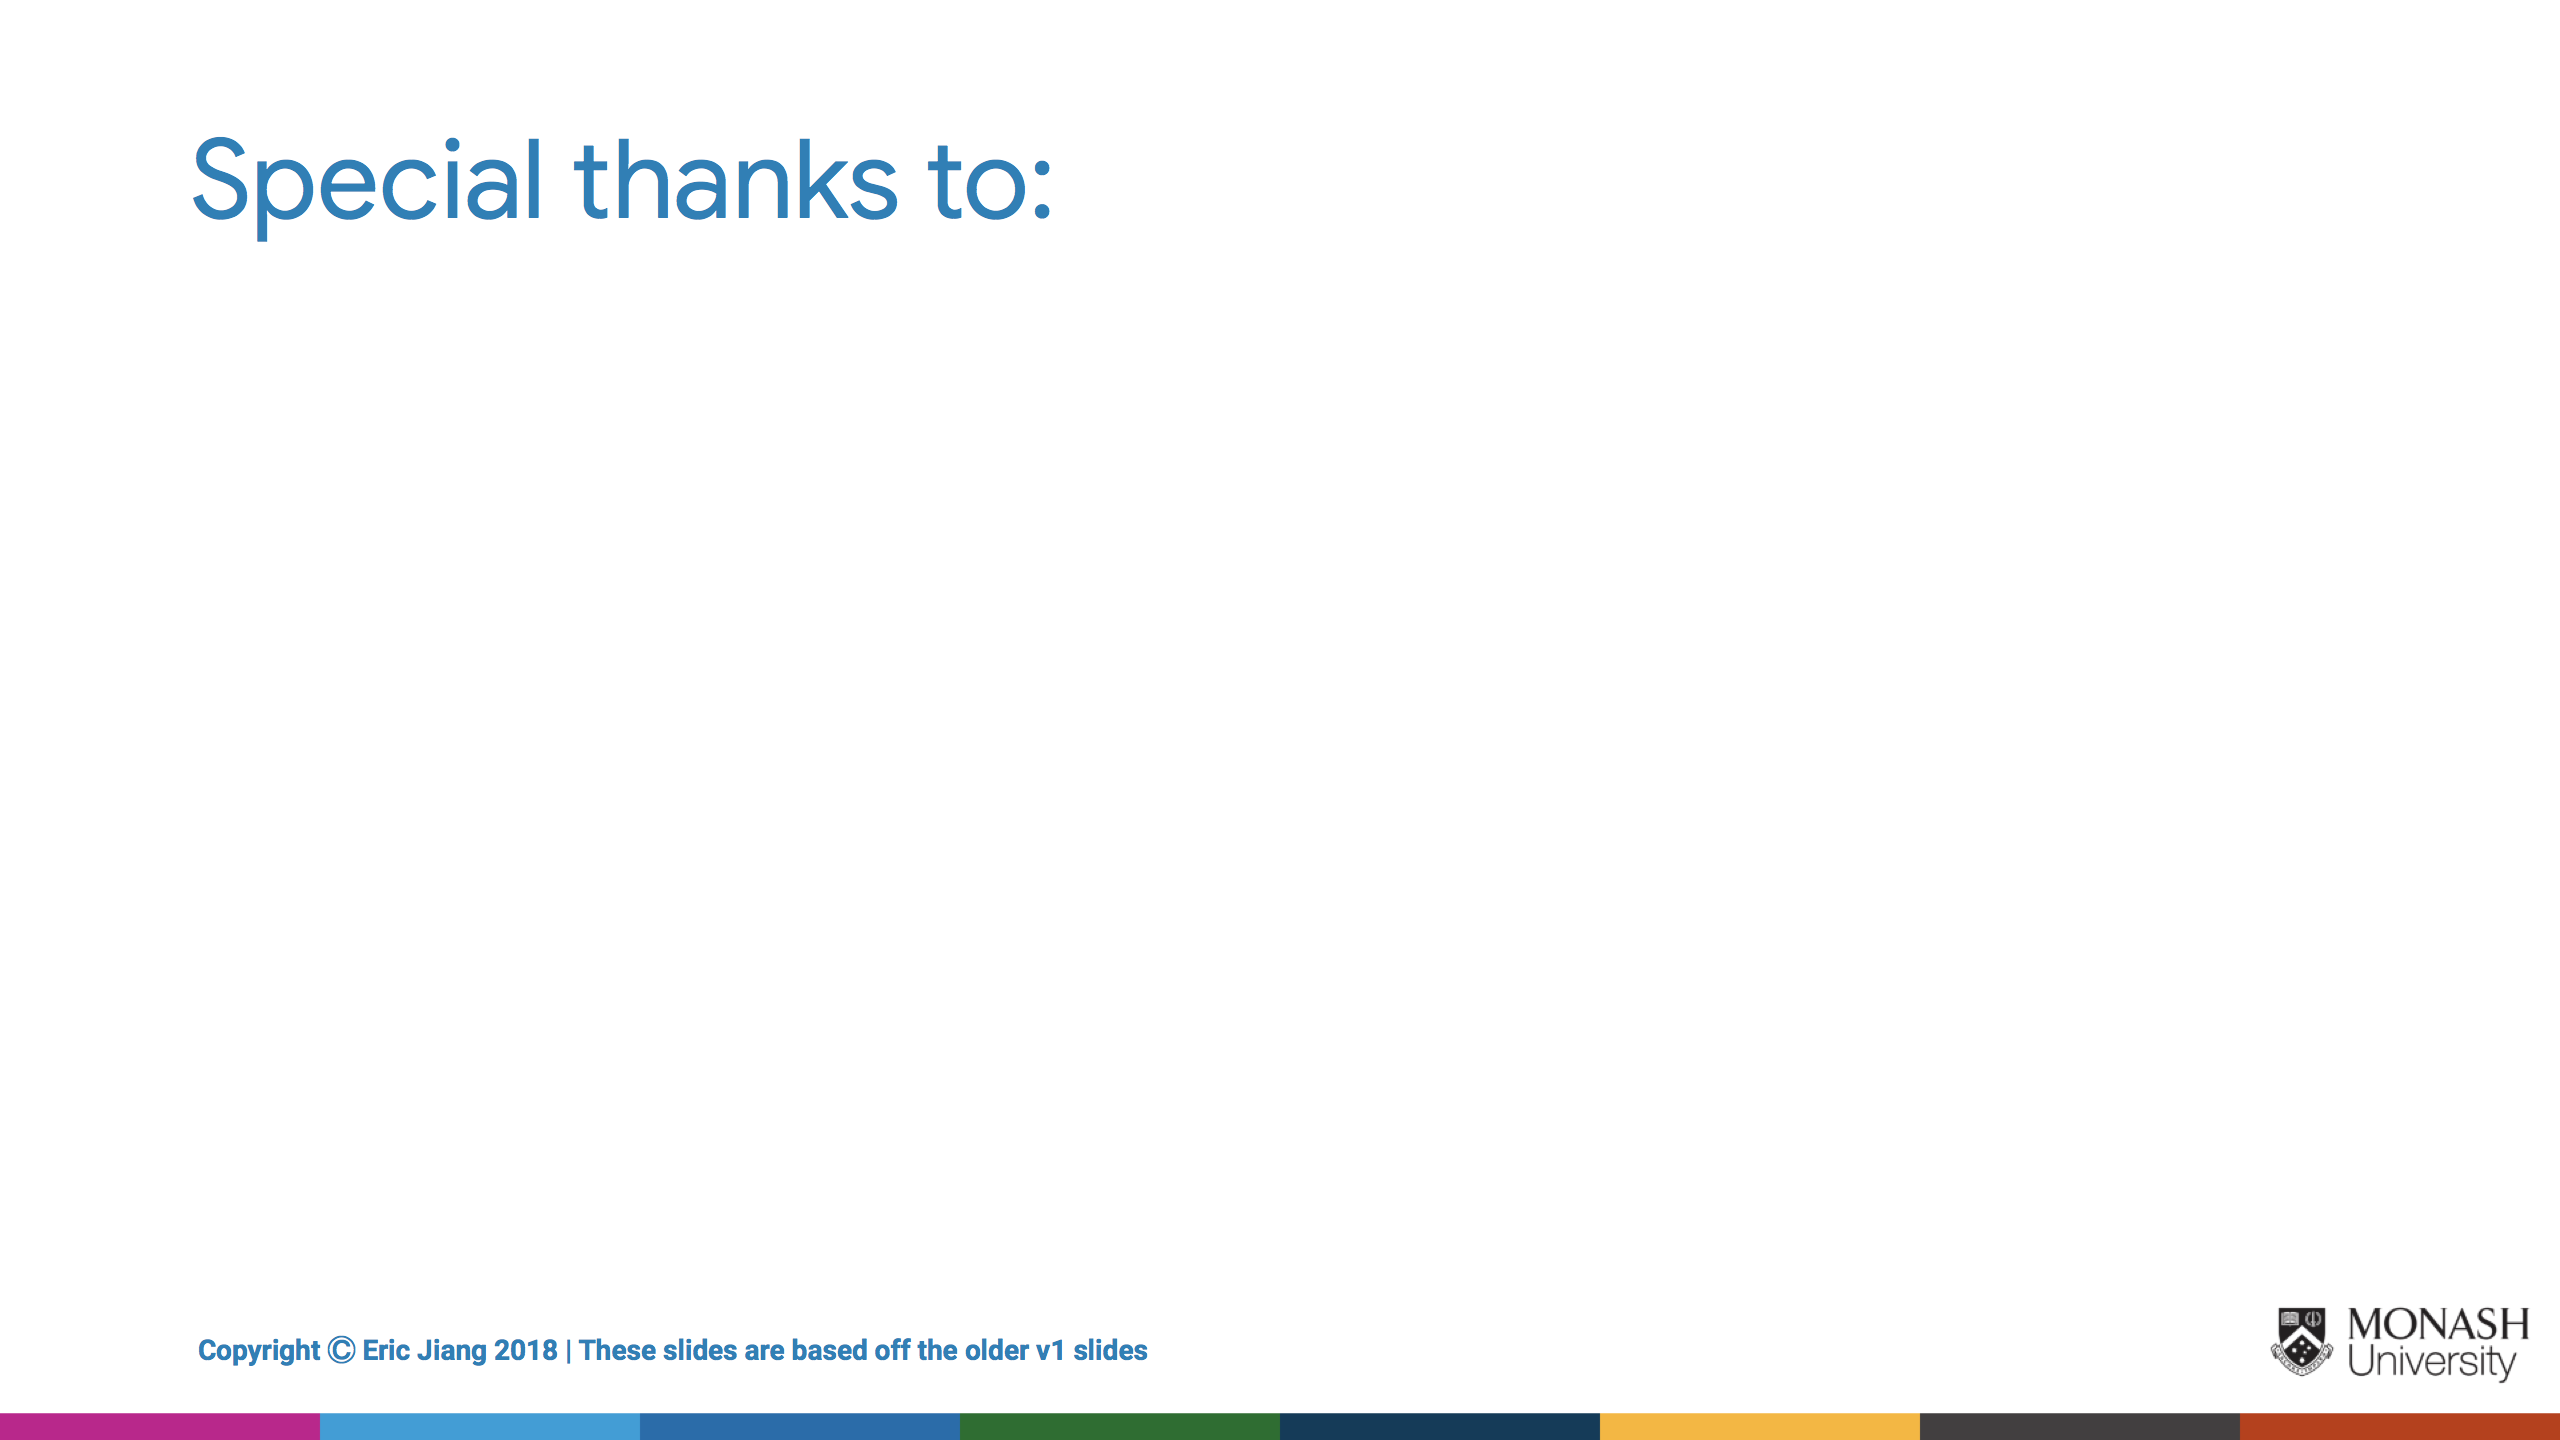 Special thanks to:
Copyright © Eric Jiang 2018 | These slides are based off the older v1 slides
MONASH
University